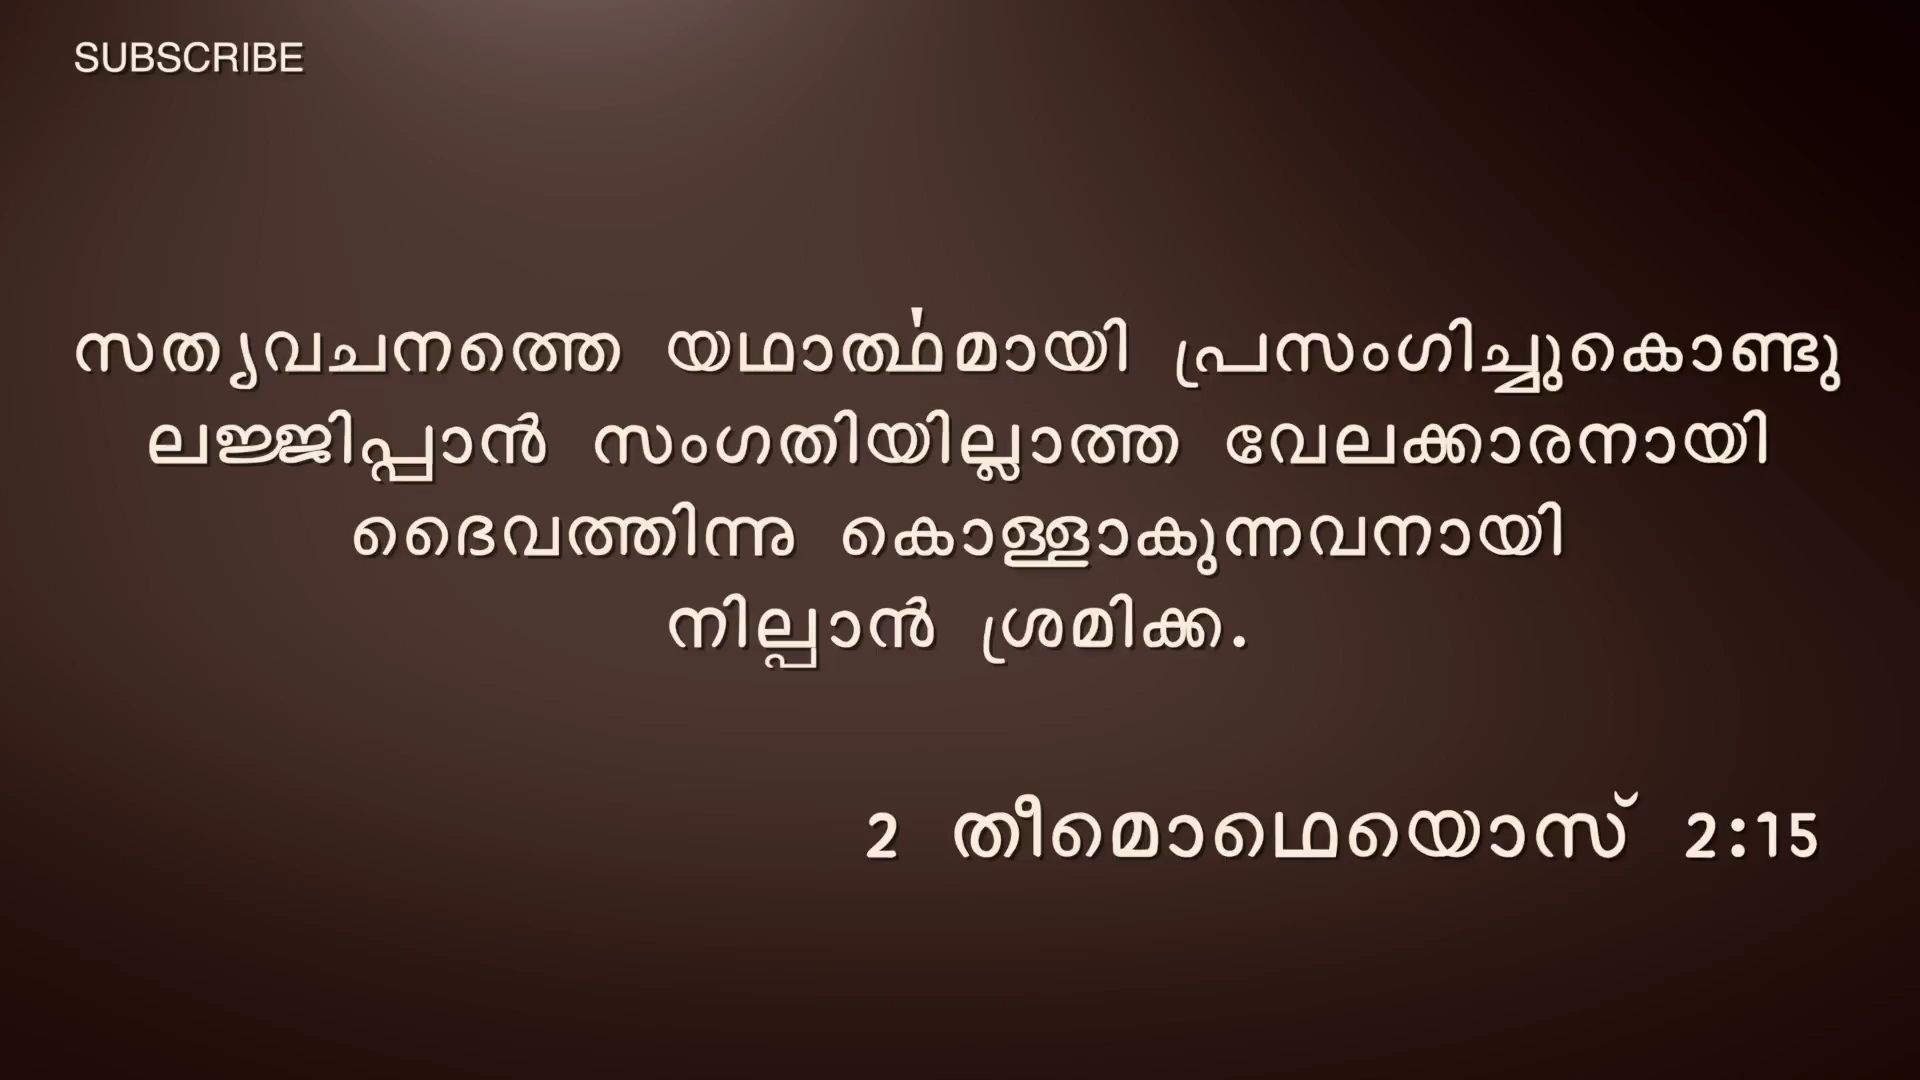 SUBSCRIBE
സത്യവചനത്തെ യഥാൎത്ഥമായി പ്രസംഗിച്ചുകൊണ്ടു
ലജ്ജിപ്പാൻ സംഗതിയില്ലാത്ത വേലക്കാരനായി
ദൈവത്തിന്നു കൊള്ളാകുന്നവനായി
നില്പാൻ ശ്രമിക്ക.
2 തീമൊഥെയൊസ് 2:15